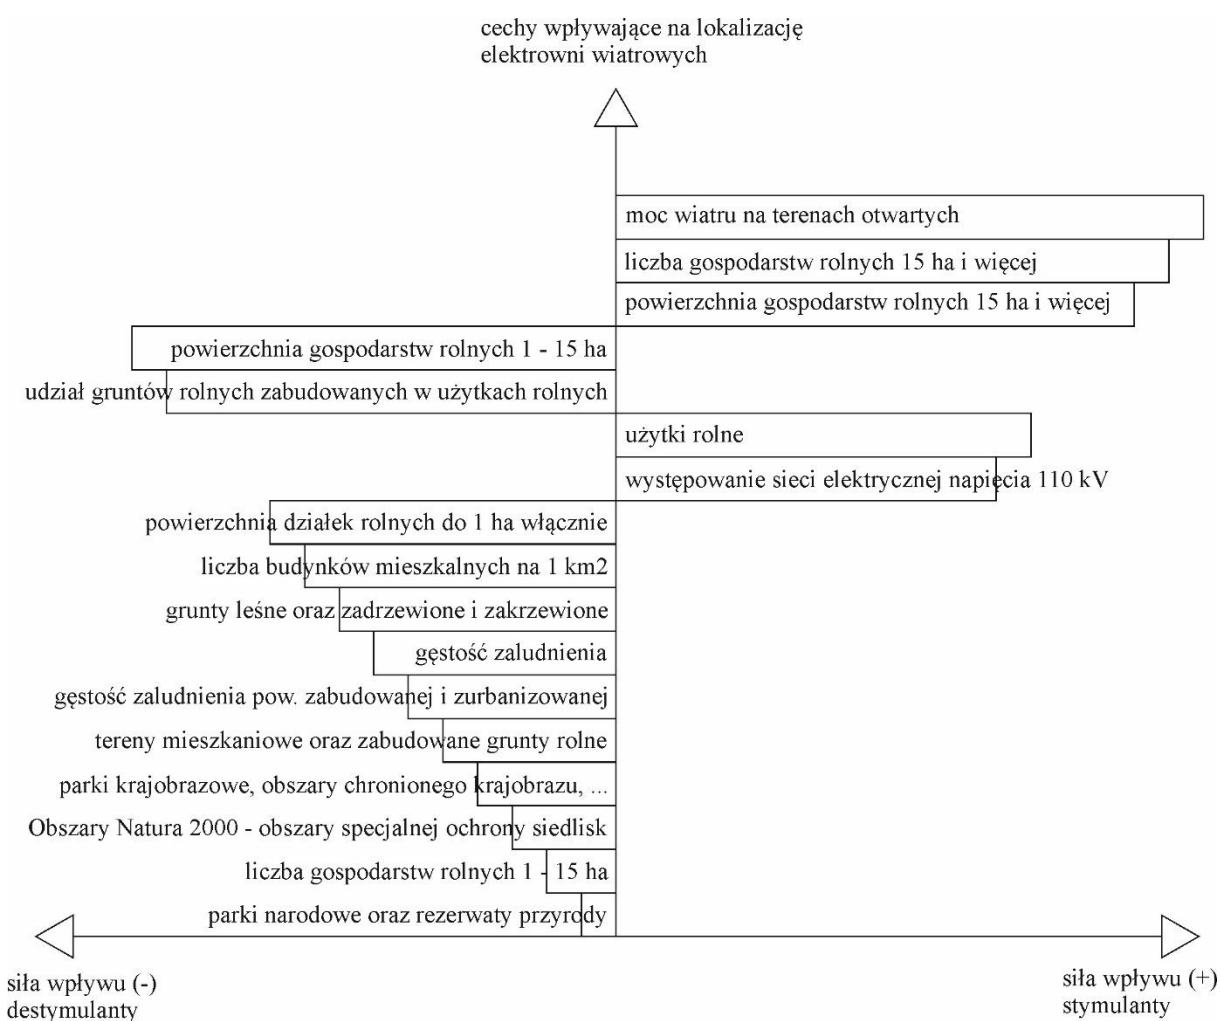 cechy wpływające na lokalizację
elektrowni wiatrowych
moc wiatru na terenach otwartych
liczba gospodarstw rolnych 15 ha i więcej
powierzchnia gospodarstw rolnych 15 ha i więcej
powierzchnia gospodarstw rolnych 1 - 15 ha
udział gruntów rolnych zabudowanych w użytkach rolnych
użytki rolne
występowanie sieci elektrycznej napięcia 110 kV
powierzchnia działek rolnych do 1 ha włącznie
liczba budynków mieszkalnych na 1 km2
grunty leśne oraz zadrzewione i zakrzewione
gęstość zaludnienia
gęstość zaludnienia pow. zabudowanej i zurbanizowanej
tereny mieszkaniowe oraz zabudowane grunty rolne
parki krajobrazowe, obszary chronionego krajobrazu, ...
Obszary Natura 2000 - obszary specjalnej ochrony siedlisk
liczba gospodarstw rolnych 1 - 15 ha
parki narodowe oraz rezerwaty przyrody
siła wpływu (-)
destymulanty
siła wpływu (+)
stymulanty